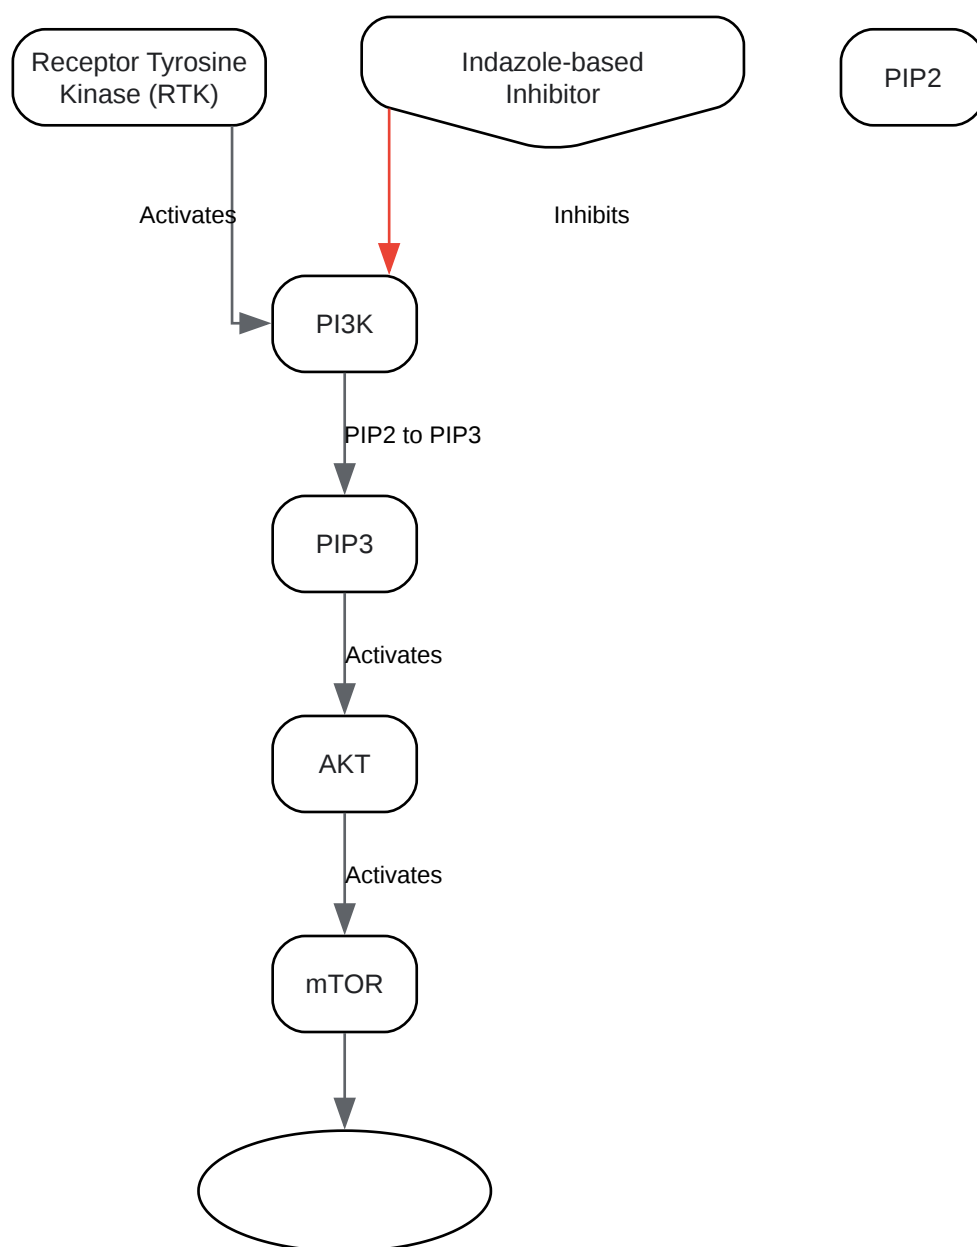 Receptor Tyrosine
Kinase (RTK)
Indazole-based
Inhibitor
PIP2
Activates
Inhibits
PI3K
PIP2 to PIP3
PIP3
Activates
AKT
Activates
mTOR